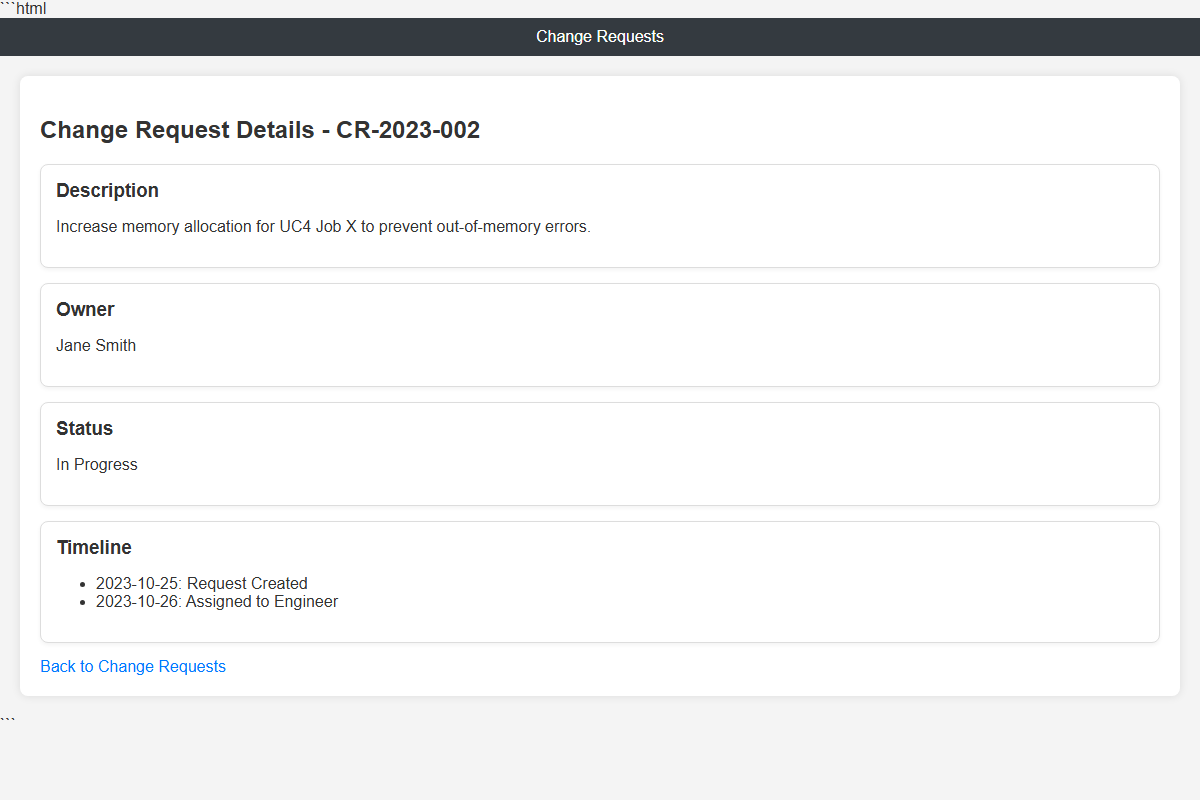 ```html
Change Requests
Change Request Details - CR-2023-002
Description
Increase memory allocation for UC4 Job X to prevent out-of-memory errors.
Owner
Jane Smith
Status
In Progress
Timeline
• 2023-10-25: Request Created
• 2023-10-26: Assigned to Engineer
Back to Change Requests
```